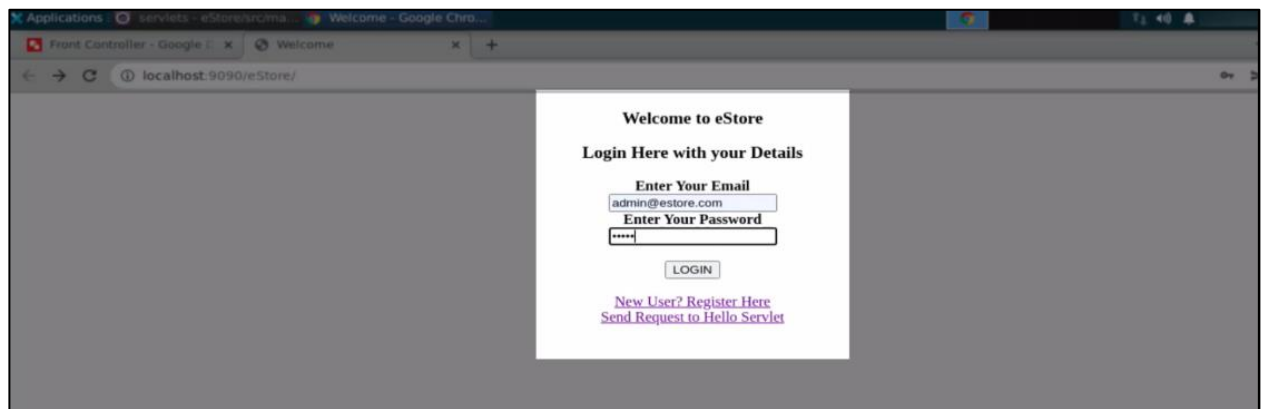 Applications : servlets - eStore/src/ma... Welcome - Google Chro...
Front Controller - Google D × Welcome × +
localhost:9090/eStore/
Welcome to eStore
Login Here with your Details
Enter Your Email
admin@estore.com
Enter Your Password
•••••
LOGIN
New User? Register Here
Send Request to Hello Servlet